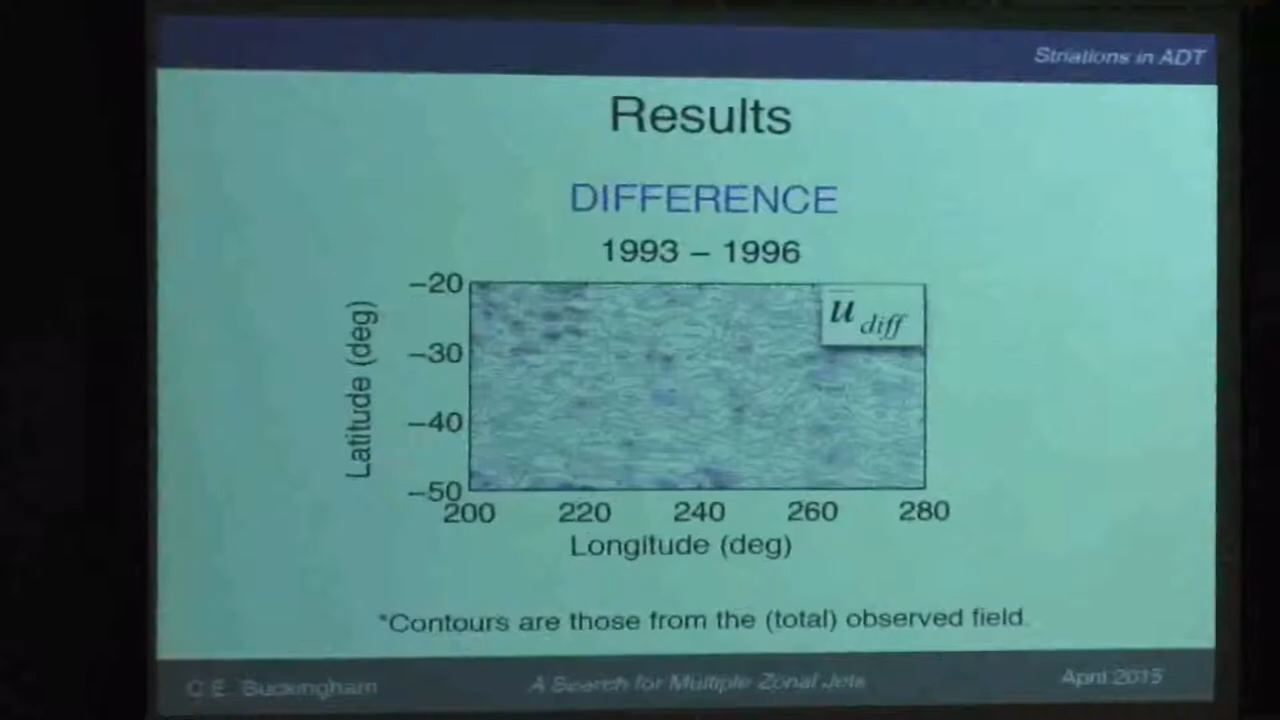 Striations in ADT
Results
DIFFERENCE
1993 – 1996
−20
−30
−40
−50
Latitude (deg)
u̅ diff
200 220 240 260 280
Longitude (deg)
*Contours are those from the (total) observed field.
C.E. Buckingham
A Search for Multiple Zonal Jets
April 2015